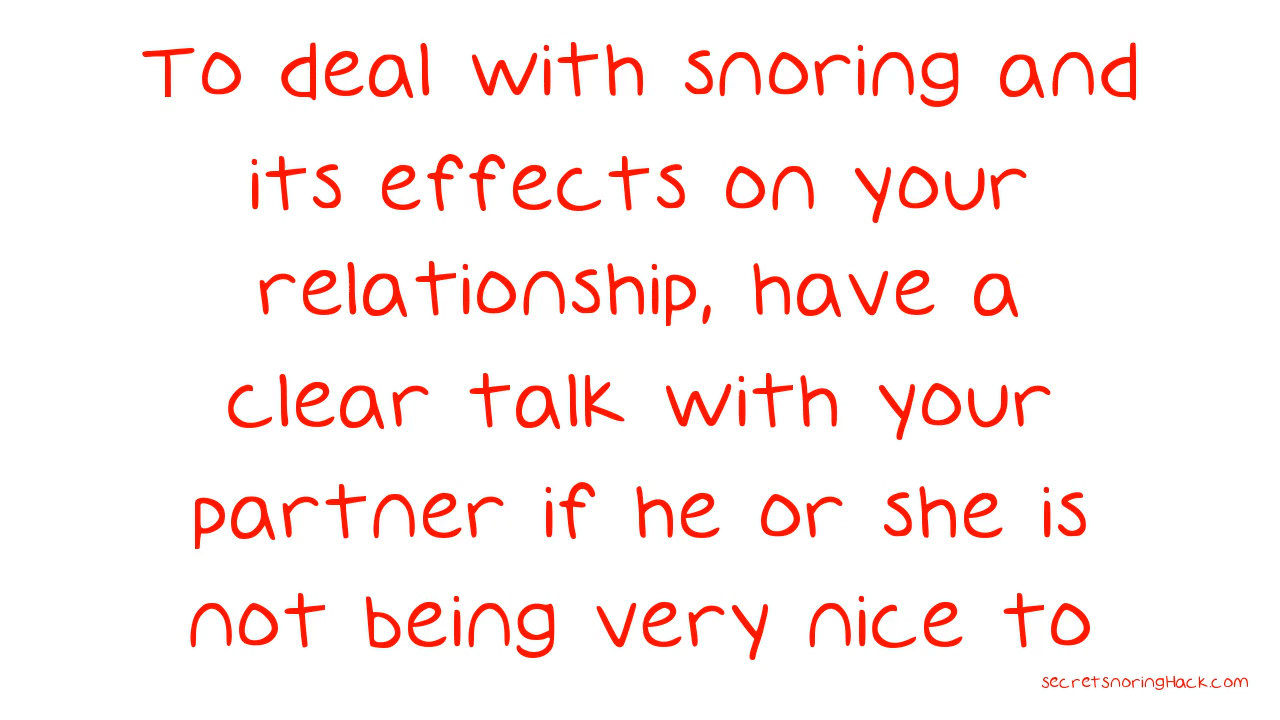 To deal with snoring and
its effects on your
relationship, have a
clear talk with your
partner if he or she is
not being very nice to
secretsnoringHack.com